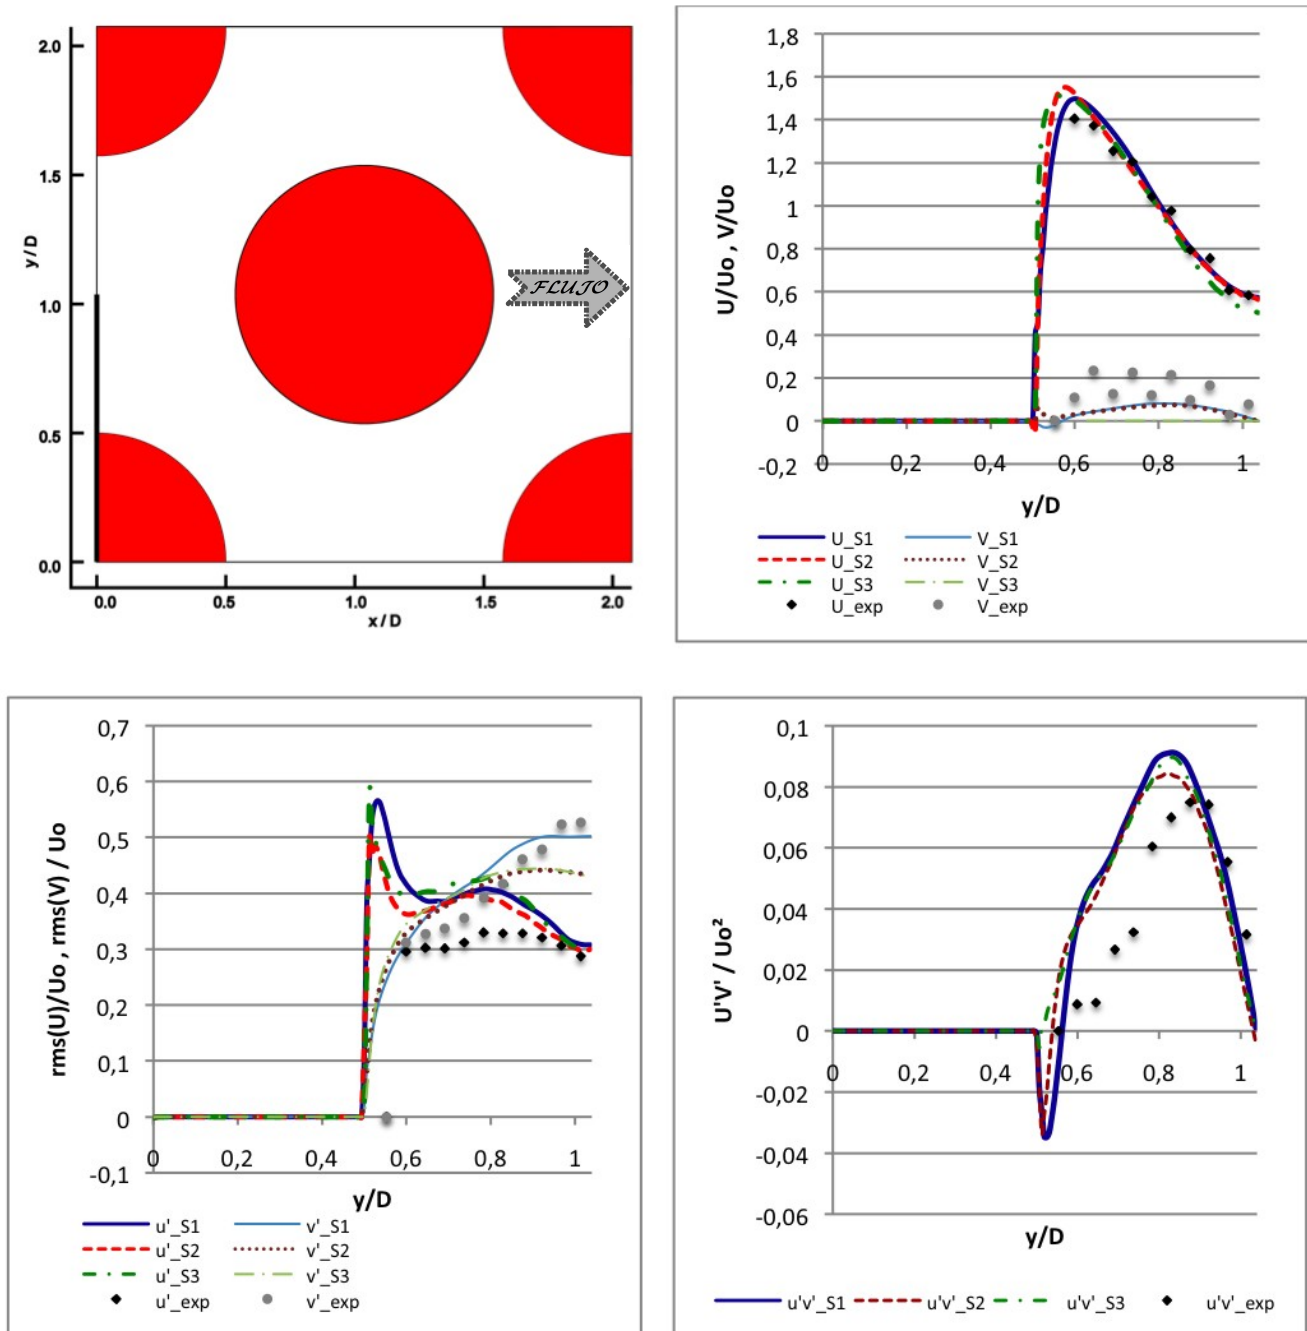 2.0
1.5
1.0
0.5
0.0
y/D
FLUJO
0.0 0.5 1.0 1.5 2.0
x/D
1,8
1,6
1,4
1,2
1
0,8
0,6
0,4
0,2
0
-0,2
U/Uo , V/Uo
0 0,2 0,4 0,6 0,8 1
y/D
U_S1 V_S1
U_S2 V_S2
U_S3 V_S3
U_exp V_exp
0,7
0,6
0,5
0,4
0,3
0,2
0,1
0
-0,1
rms(U)/Uo , rms(V) / Uo
0 0,2 0,4 0,6 0,8 1
y/D
u'_S1 v'_S1
u'_S2 v'_S2
u'_S3 v'_S3
u'_exp v'_exp
0,1
0,08
0,06
0,04
0,02
0
-0,02
-0,04
-0,06
U'V' / Uo²
0 0,2 0,4 0,6 0,8 1
y/D
u'v'_S1 u'v'_S2 u'v'_S3 u'v'_exp